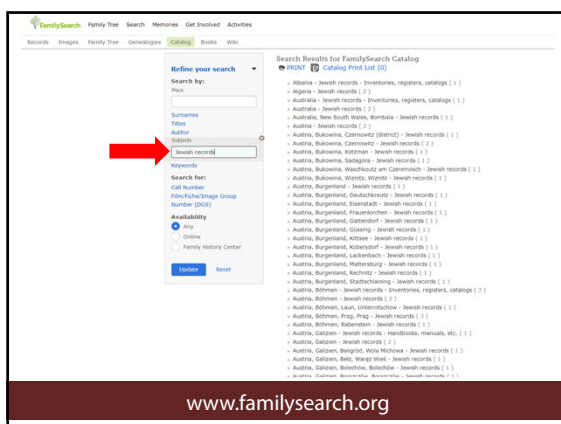 FamilySearch Family Tree Search Memories Get Involved Activities
Records Images Family Tree Genealogies Catalog Books Wiki
Refine your search
Search by:
Place
Surnames
Titles
Author
Subjects
Jewish records
Keywords
Search for:
Call Number
Film/Fiche/Image Group
Number (DGS)
Availability
Any
Online
Family History Center
Update Reset
Search Results for FamilySearch Catalog
PRINT Catalog Print List (0)
Albania - Jewish records - Inventories, registers, catalogs ( 1 )
Algeria - Jewish records ( 2 )
Australia - Jewish records - Inventories, registers, catalogs ( 1 )
Australia - Jewish records ( 2 )
Australia, New South Wales, Bombala - Jewish records ( 1 )
Austria - Jewish records ( 2 )
Austria, Bukowina, Czernowitz (district) - Jewish records ( 1 )
Austria, Bukowina, Czernowitz - Jewish records ( 2 )
Austria, Bukowina, Kotzman - Jewish records ( 1 )
Austria, Bukowina, Sadagóra - Jewish records ( 1 )
Austria, Bukowina, Waschkoutz am Czeremosch - Jewish records ( 1 )
Austria, Bukowina, Wiznitz, Wiznitz - Jewish records ( 1 )
Austria, Burgenland - Jewish records ( 1 )
Austria, Burgenland, Deutschkreutz - Jewish records ( 1 )
Austria, Burgenland, Eisenstadt - Jewish records ( 1 )
Austria, Burgenland, Frauenkirchen - Jewish records ( 1 )
Austria, Burgenland, Gattendorf - Jewish records ( 1 )
Austria, Burgenland, Güssing - Jewish records ( 1 )
Austria, Burgenland, Kittsee - Jewish records ( 1 )
Austria, Burgenland, Kobersdorf - Jewish records ( 1 )
Austria, Burgenland, Lackenbach - Jewish records ( 1 )
Austria, Burgenland, Mattersburg - Jewish records ( 1 )
Austria, Burgenland, Rechnitz - Jewish records ( 1 )
Austria, Burgenland, Stadtschlaining - Jewish records ( 1 )
Austria, Böhmen - Jewish records - Inventories, registers, catalogs ( 3 )
Austria, Böhmen - Jewish records ( 2 )
Austria, Böhmen, Laun, Unterrotschow - Jewish records ( 1 )
Austria, Böhmen, Prag, Prag - Jewish records ( 3 )
Austria, Böhmen, Rabenstein - Jewish records ( 1 )
Austria, Galizien - Jewish records - Handbooks, manuals, etc. ( 1 )
Austria, Galizien - Jewish records ( 2 )
Austria, Galizien, Baligród, Wola Michowa - Jewish records ( 1 )
Austria, Galizien, Bełz, Waręż Wieś - Jewish records ( 1 )
Austria, Galizien, Bolechów, Bolechów - Jewish records ( 1 )
Austria, Galizien, Borszczów, Borszczów - Jewish records ( 1 )
www.familysearch.org